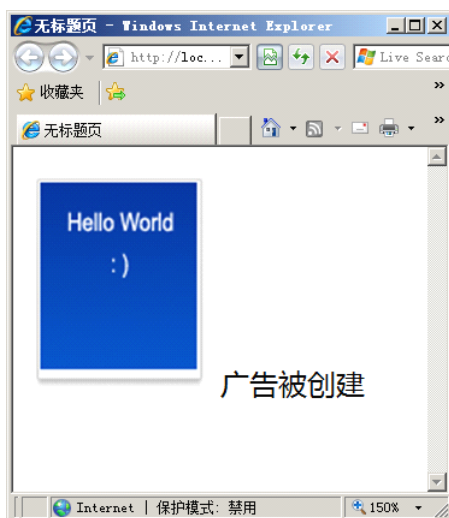 无标题页 - Windows Internet Explorer
http://loc...
Live Searc
收藏夹
无标题页
Hello World
:)
广告被创建
Internet | 保护模式: 禁用
150%